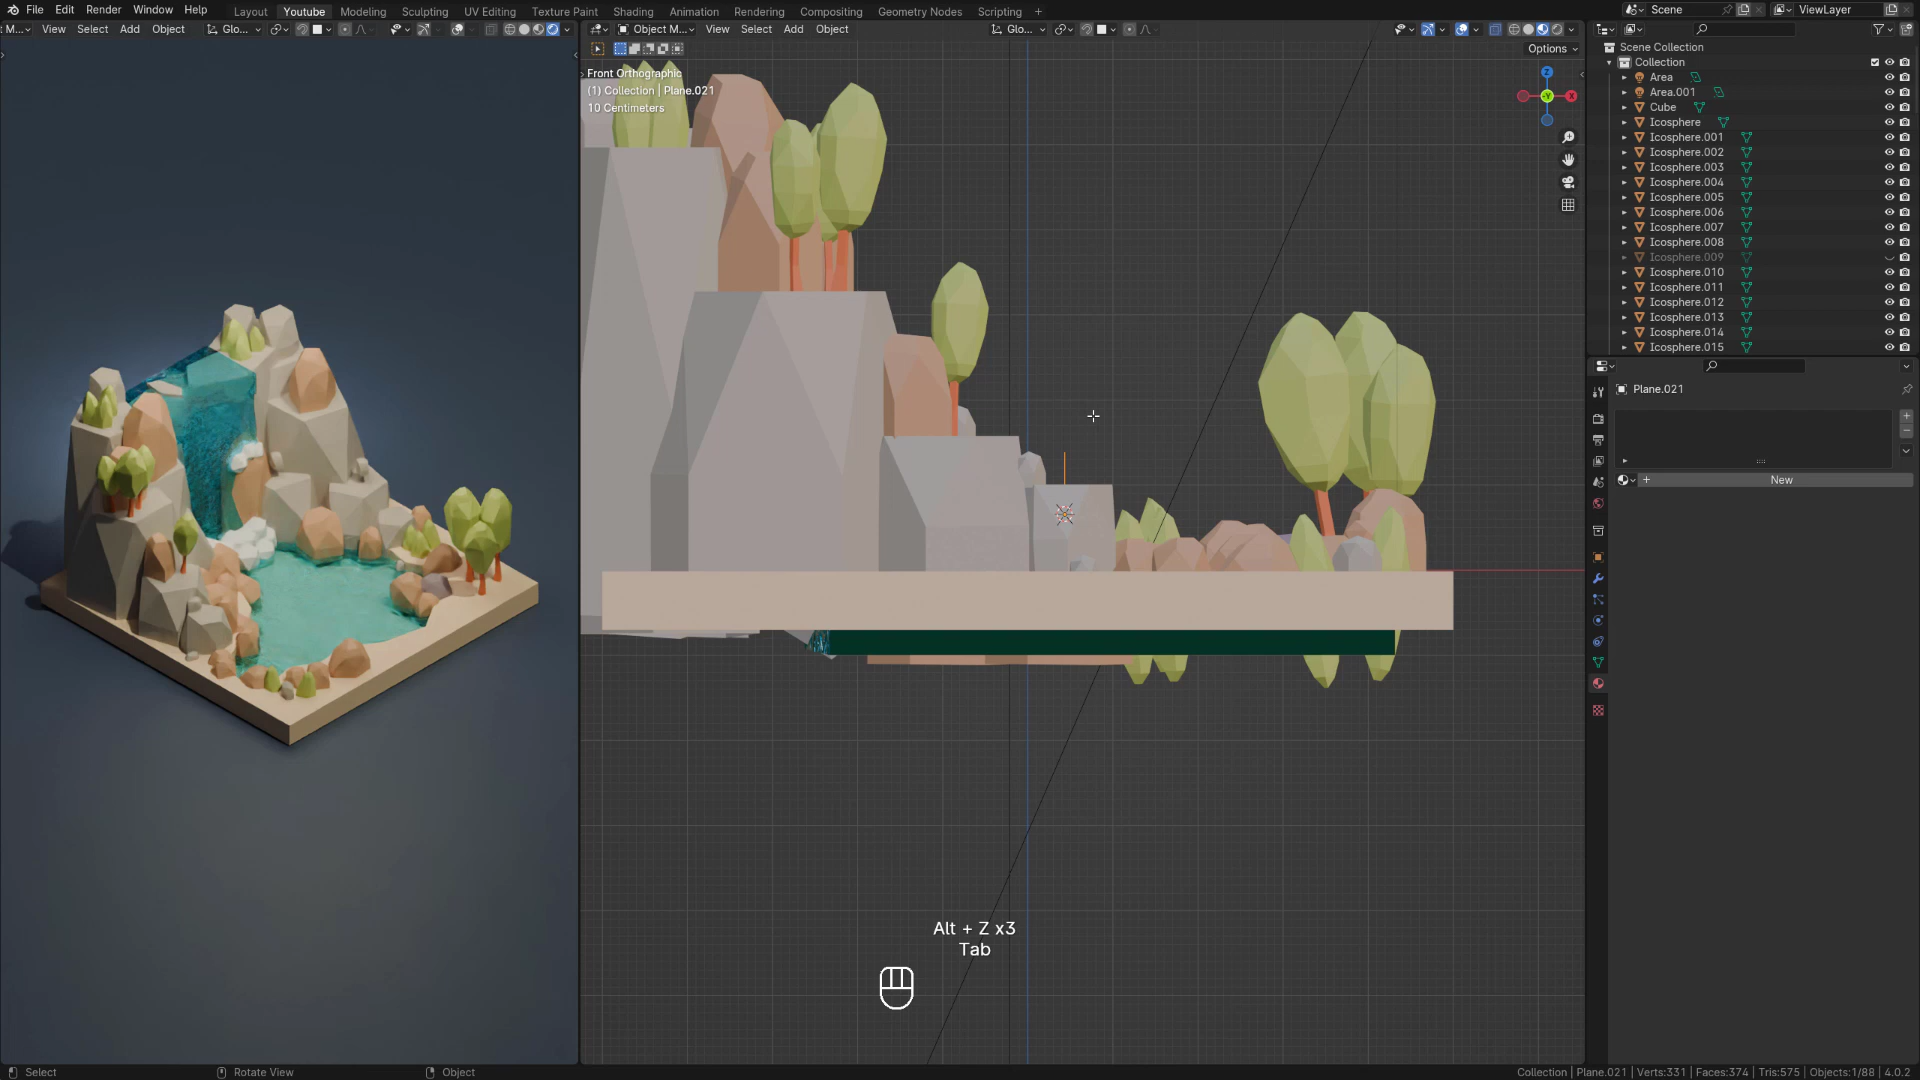 File Edit Render Window Help
Layout Youtube Modeling Sculpting UV Editing Texture Paint Shading Animation Rendering Compositing Geometry Nodes Scripting +
Scene
ViewLayer
M... View Select Add Object Glo...
Object M... View Select Add Object Glo...
Options
Front Orthographic
(1) Collection | Plane.021
10 Centimeters
Z
-Y
X
Scene Collection
Collection
Area
Area.001
Cube
Icosphere
Icosphere.001
Icosphere.002
Icosphere.003
Icosphere.004
Icosphere.005
Icosphere.006
Icosphere.007
Icosphere.008
Icosphere.009
Icosphere.010
Icosphere.011
Icosphere.012
Icosphere.013
Icosphere.014
Icosphere.015
Plane.021
New
Alt + Z x3
Tab
Select Rotate View Object
Collection | Plane.021 | Verts:331 | Faces:374 | Tris:575 | Objects:1/88 | 4.0.2